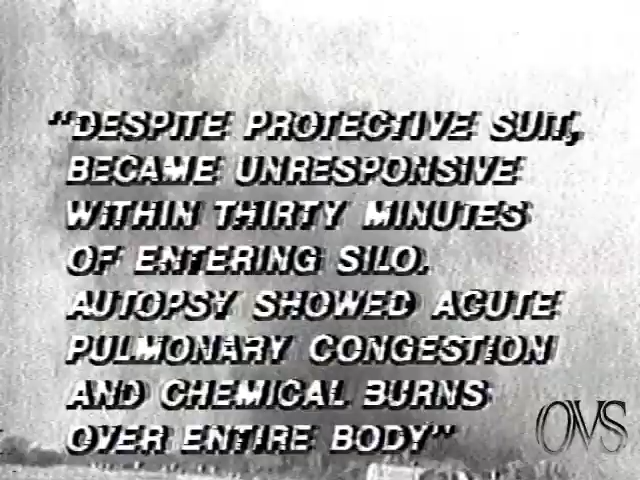 "DESPITE PROTECTIVE SUIT,
BECAME UNRESPONSIVE
WITHIN THIRTY MINUTES
OF ENTERING SILO.
AUTOPSY SHOWED ACUTE
PULMONARY CONGESTION
AND CHEMICAL BURNS
OVER ENTIRE BODY"
OVS